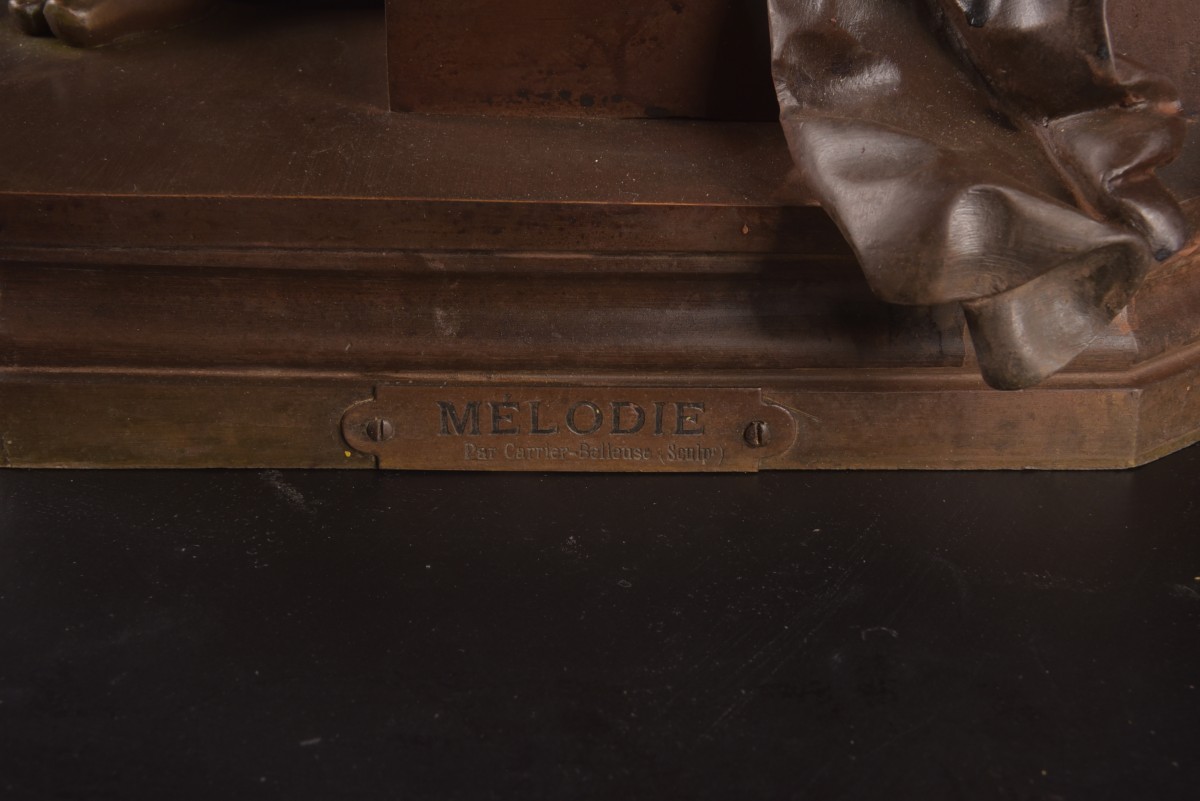 MÉLODIE
Par Carrier-Belleuse (Sculpr)